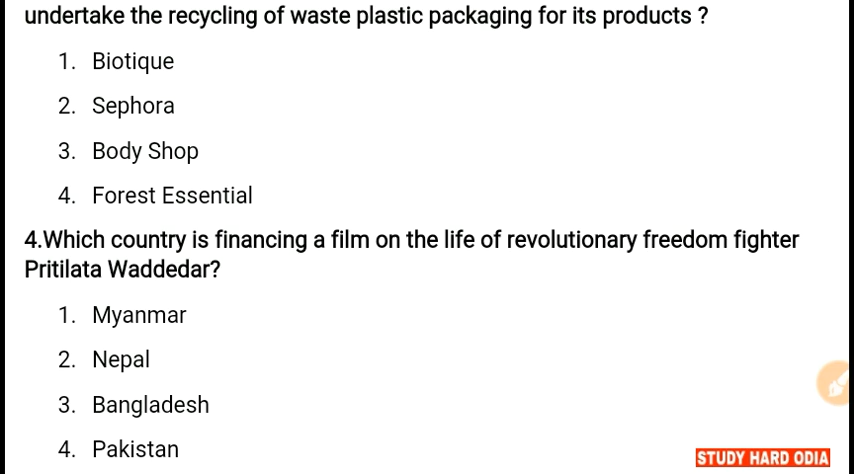 undertake the recycling of waste plastic packaging for its products ?
1. Biotique
2. Sephora
3. Body Shop
4. Forest Essential
4.Which country is financing a film on the life of revolutionary freedom fighter
Pritilata Waddedar?
1. Myanmar
2. Nepal
3. Bangladesh
4. Pakistan
STUDY HARD ODIA